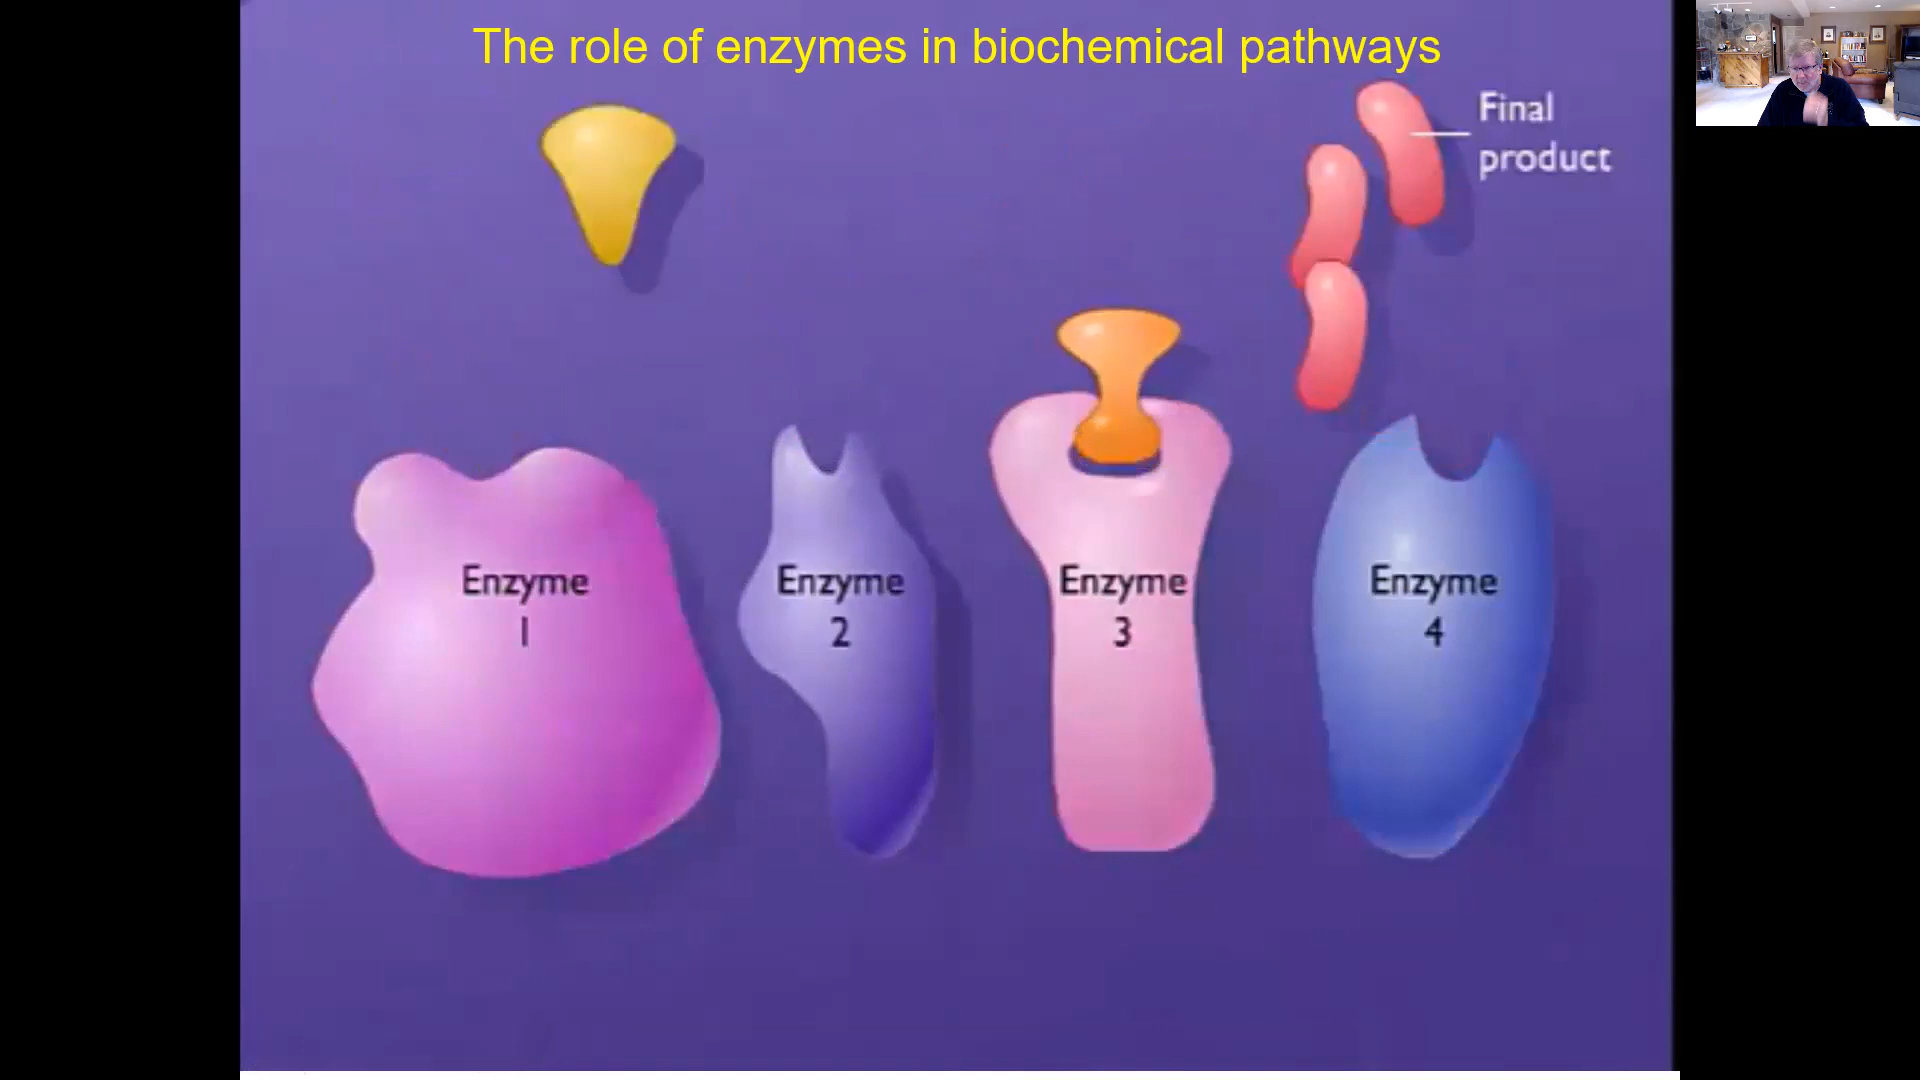 The role of enzymes in biochemical pathways
Final
product
Enzyme
1
Enzyme
2
Enzyme
3
Enzyme
4